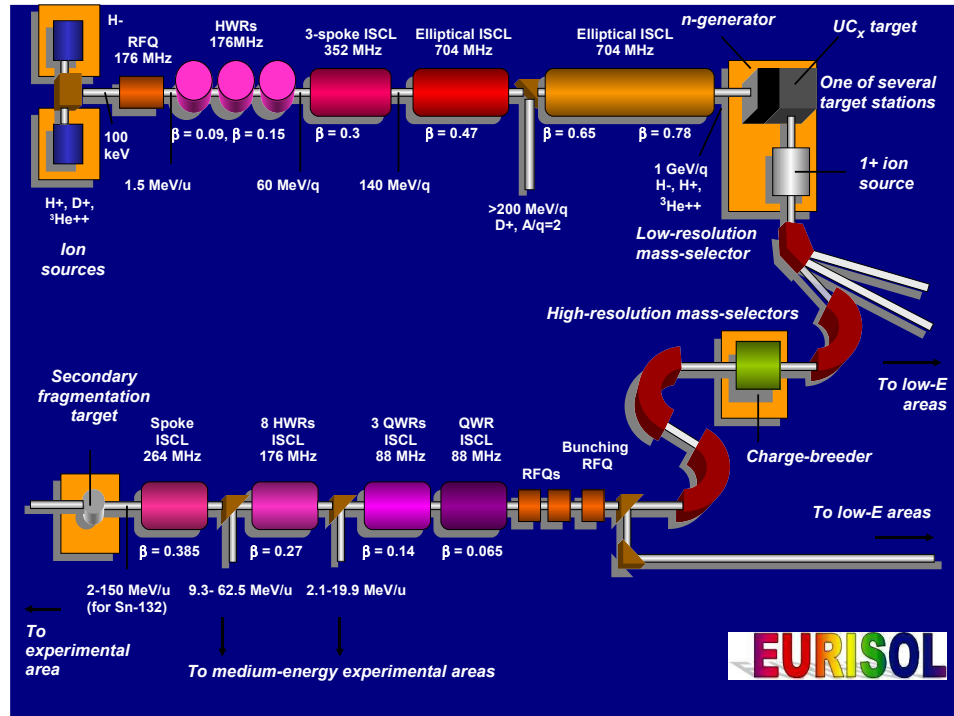 H-
RFQ
176 MHz
HWRs
176MHz
3-spoke ISCL
352 MHz
Elliptical ISCL
704 MHz
Elliptical ISCL
704 MHz
n-generator
UCx target
One of several
target stations
β = 0.09, β = 0.15
β = 0.3
β = 0.47
β = 0.65
β = 0.78
100
keV
1.5 MeV/u
60 MeV/q
140 MeV/q
>200 MeV/q
D+, A/q=2
1 GeV/q
H-, H+,
3He++
1+ ion
source
H+, D+,
3He++
Ion
sources
Low-resolution
mass-selector
High-resolution mass-selectors
To low-E
areas
Charge-breeder
Secondary
fragmentation
target
Spoke
ISCL
264 MHz
8 HWRs
ISCL
176 MHz
3 QWRs
ISCL
88 MHz
QWR
ISCL
88 MHz
RFQs
Bunching
RFQ
To low-E areas
β = 0.385
β = 0.27
β = 0.14
β = 0.065
2-150 MeV/u
(for Sn-132)
9.3- 62.5 MeV/u
2.1-19.9 MeV/u
To
experimental
area
To medium-energy experimental areas
EURISOL